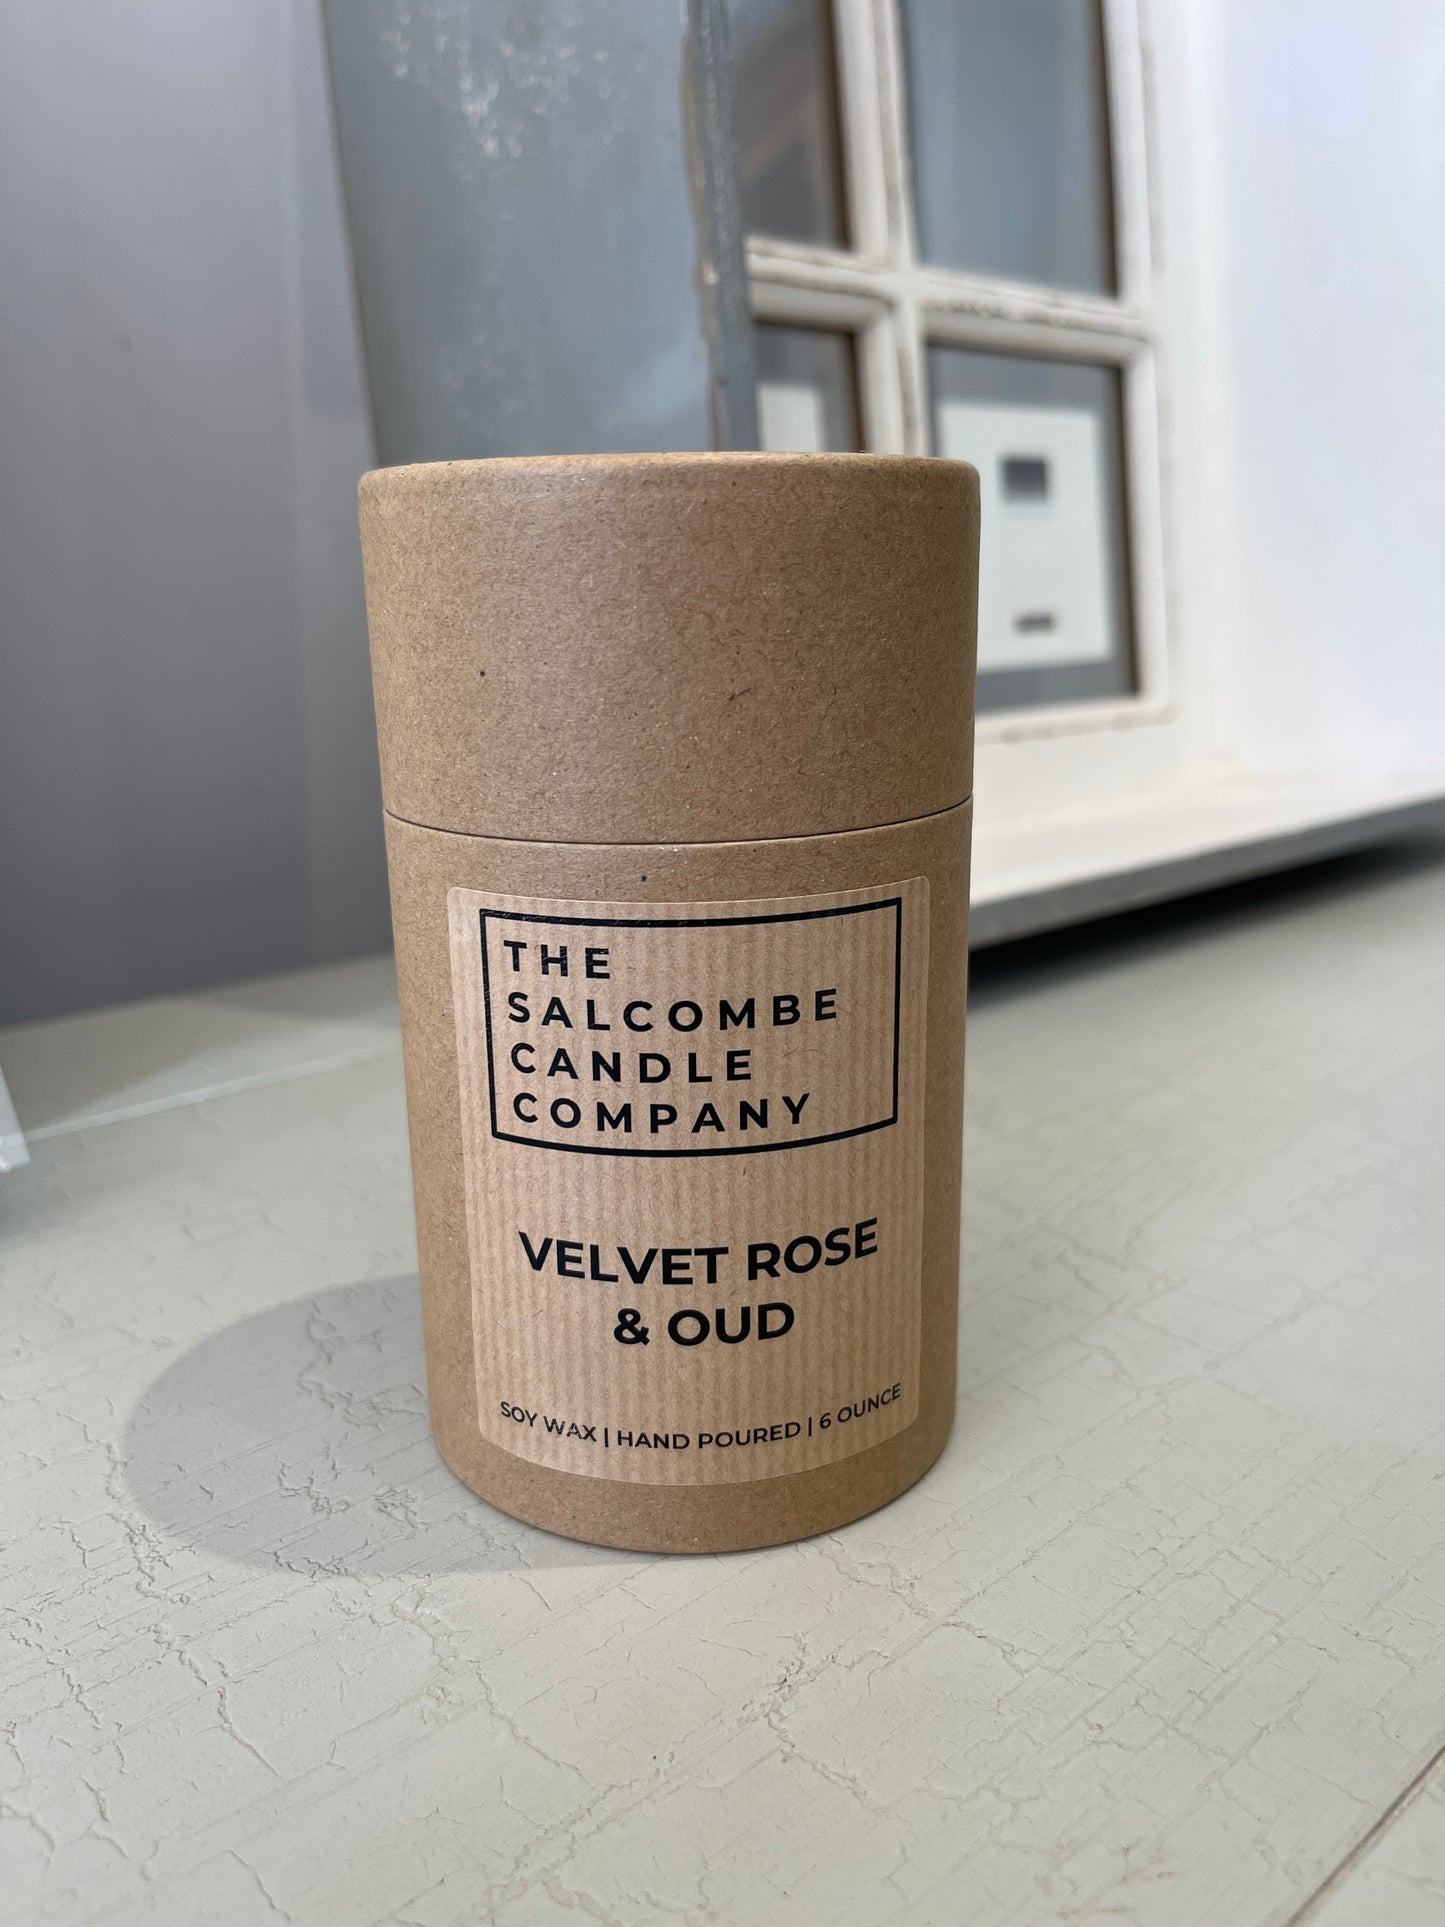 THE
SALCOMBE
CANDLE
COMPANY
VELVET ROSE
& OUD
SOY WAX | HAND POURED | 6 OUNCE